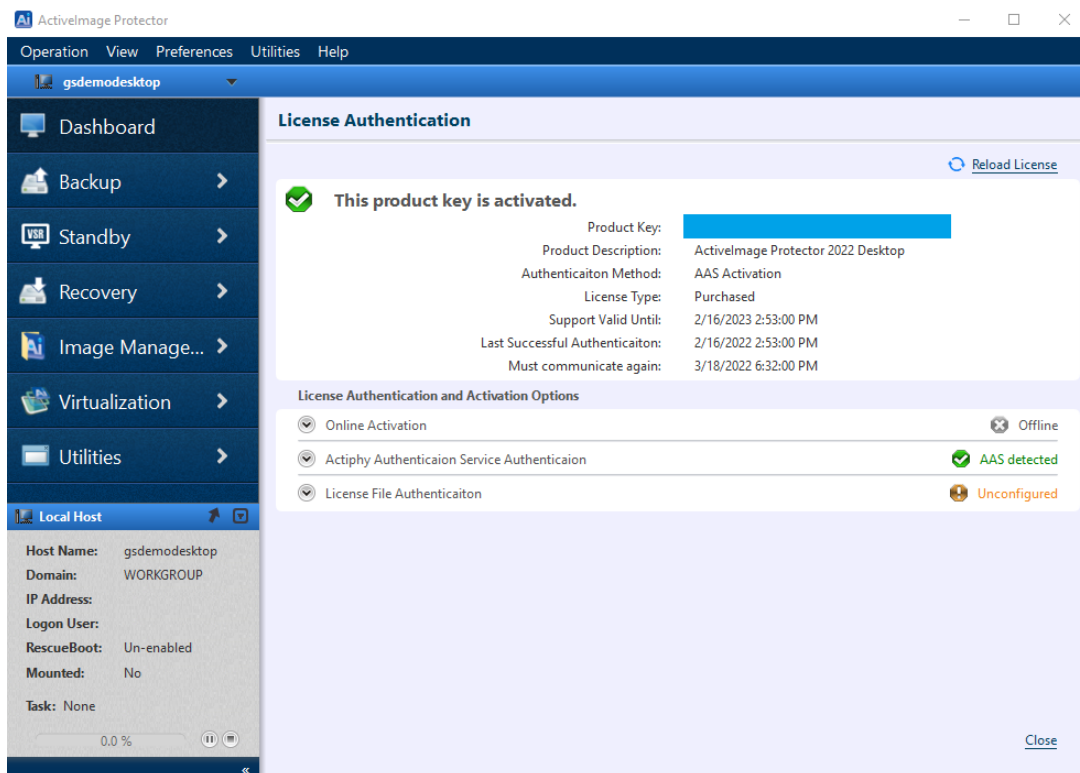 Ai ActiveImage Protector
Operation View Preferences Utilities Help
gsdemodesktop
Dashboard
Backup
VSR Standby
Recovery
Ai Image Manage...
Virtualization
Utilities
Local Host
Host Name: gsdemodesktop
Domain: WORKGROUP
IP Address:
Logon User:
RescueBoot: Un-enabled
Mounted: No
Task: None
0.0 %
License Authentication
Reload License
This product key is activated.
Product Key:
Product Description: ActiveImage Protector 2022 Desktop
Authenticaiton Method: AAS Activation
License Type: Purchased
Support Valid Until: 2/16/2023 2:53:00 PM
Last Successful Authenticaiton: 2/16/2022 2:53:00 PM
Must communicate again: 3/18/2022 6:32:00 PM
License Authentication and Activation Options
Online Activation Offline
Actiphy Authenticaion Service Authenticaion AAS detected
License File Authenticaiton Unconfigured
Close